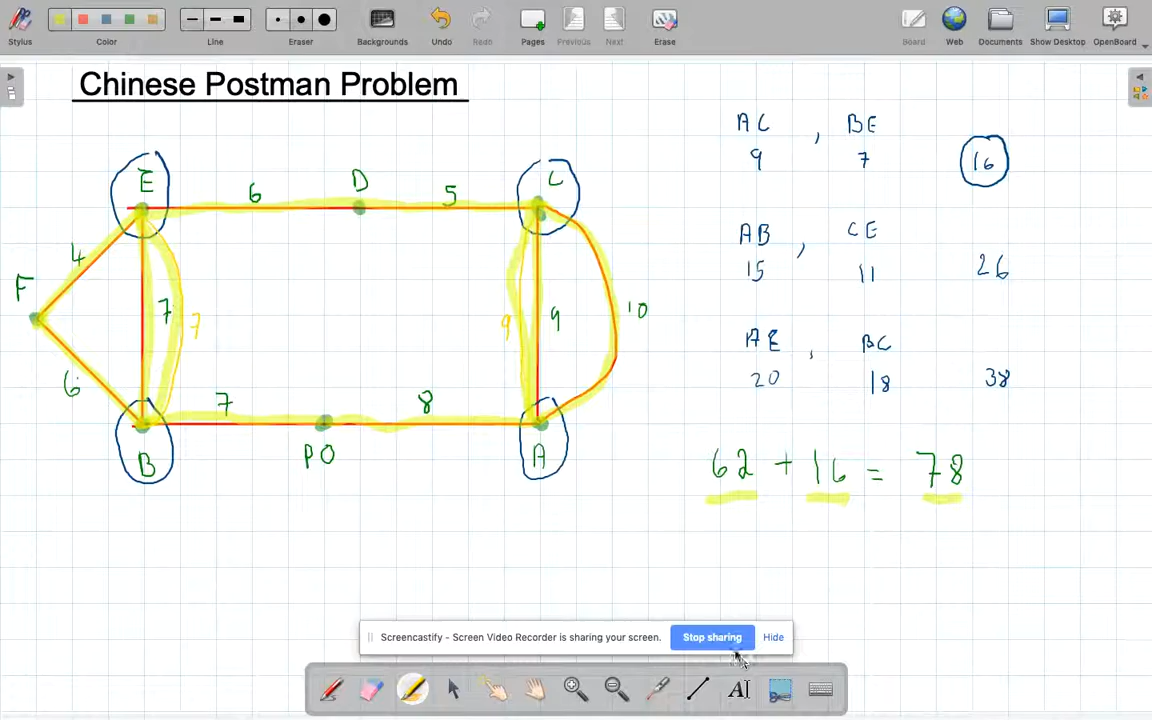 Stylus
Color
Line
Eraser
Backgrounds
Undo
Redo
Pages
Previous
Next
Erase
Board
Web
Documents
Show Desktop
OpenBoard
Chinese Postman Problem
E 6 D 5 C
4
F
7 7
9 9 10
6
7 8
B PO A
AC , BE
9 7 16
AB , CE
15 11 26
AE , BC
20 18 38
62 + 16 = 78
Screencastify - Screen Video Recorder is sharing your screen.
Stop sharing
Hide